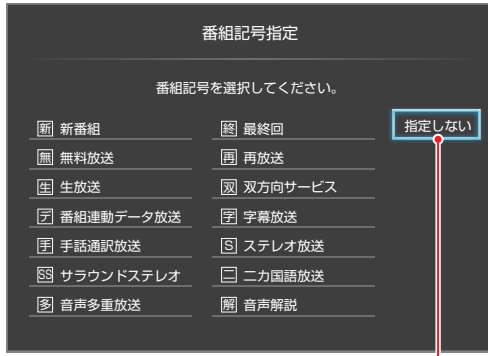 番組記号指定
番組記号を選択してください。
新 新番組
終 最終回
指定しない
無 無料放送
再 再放送
生 生放送
双 双方向サービス
デ 番組連動データ放送
字 字幕放送
手 手話通訳放送
S ステレオ放送
SS サラウンドステレオ
二 二カ国語放送
多 音声多重放送
解 音声解説